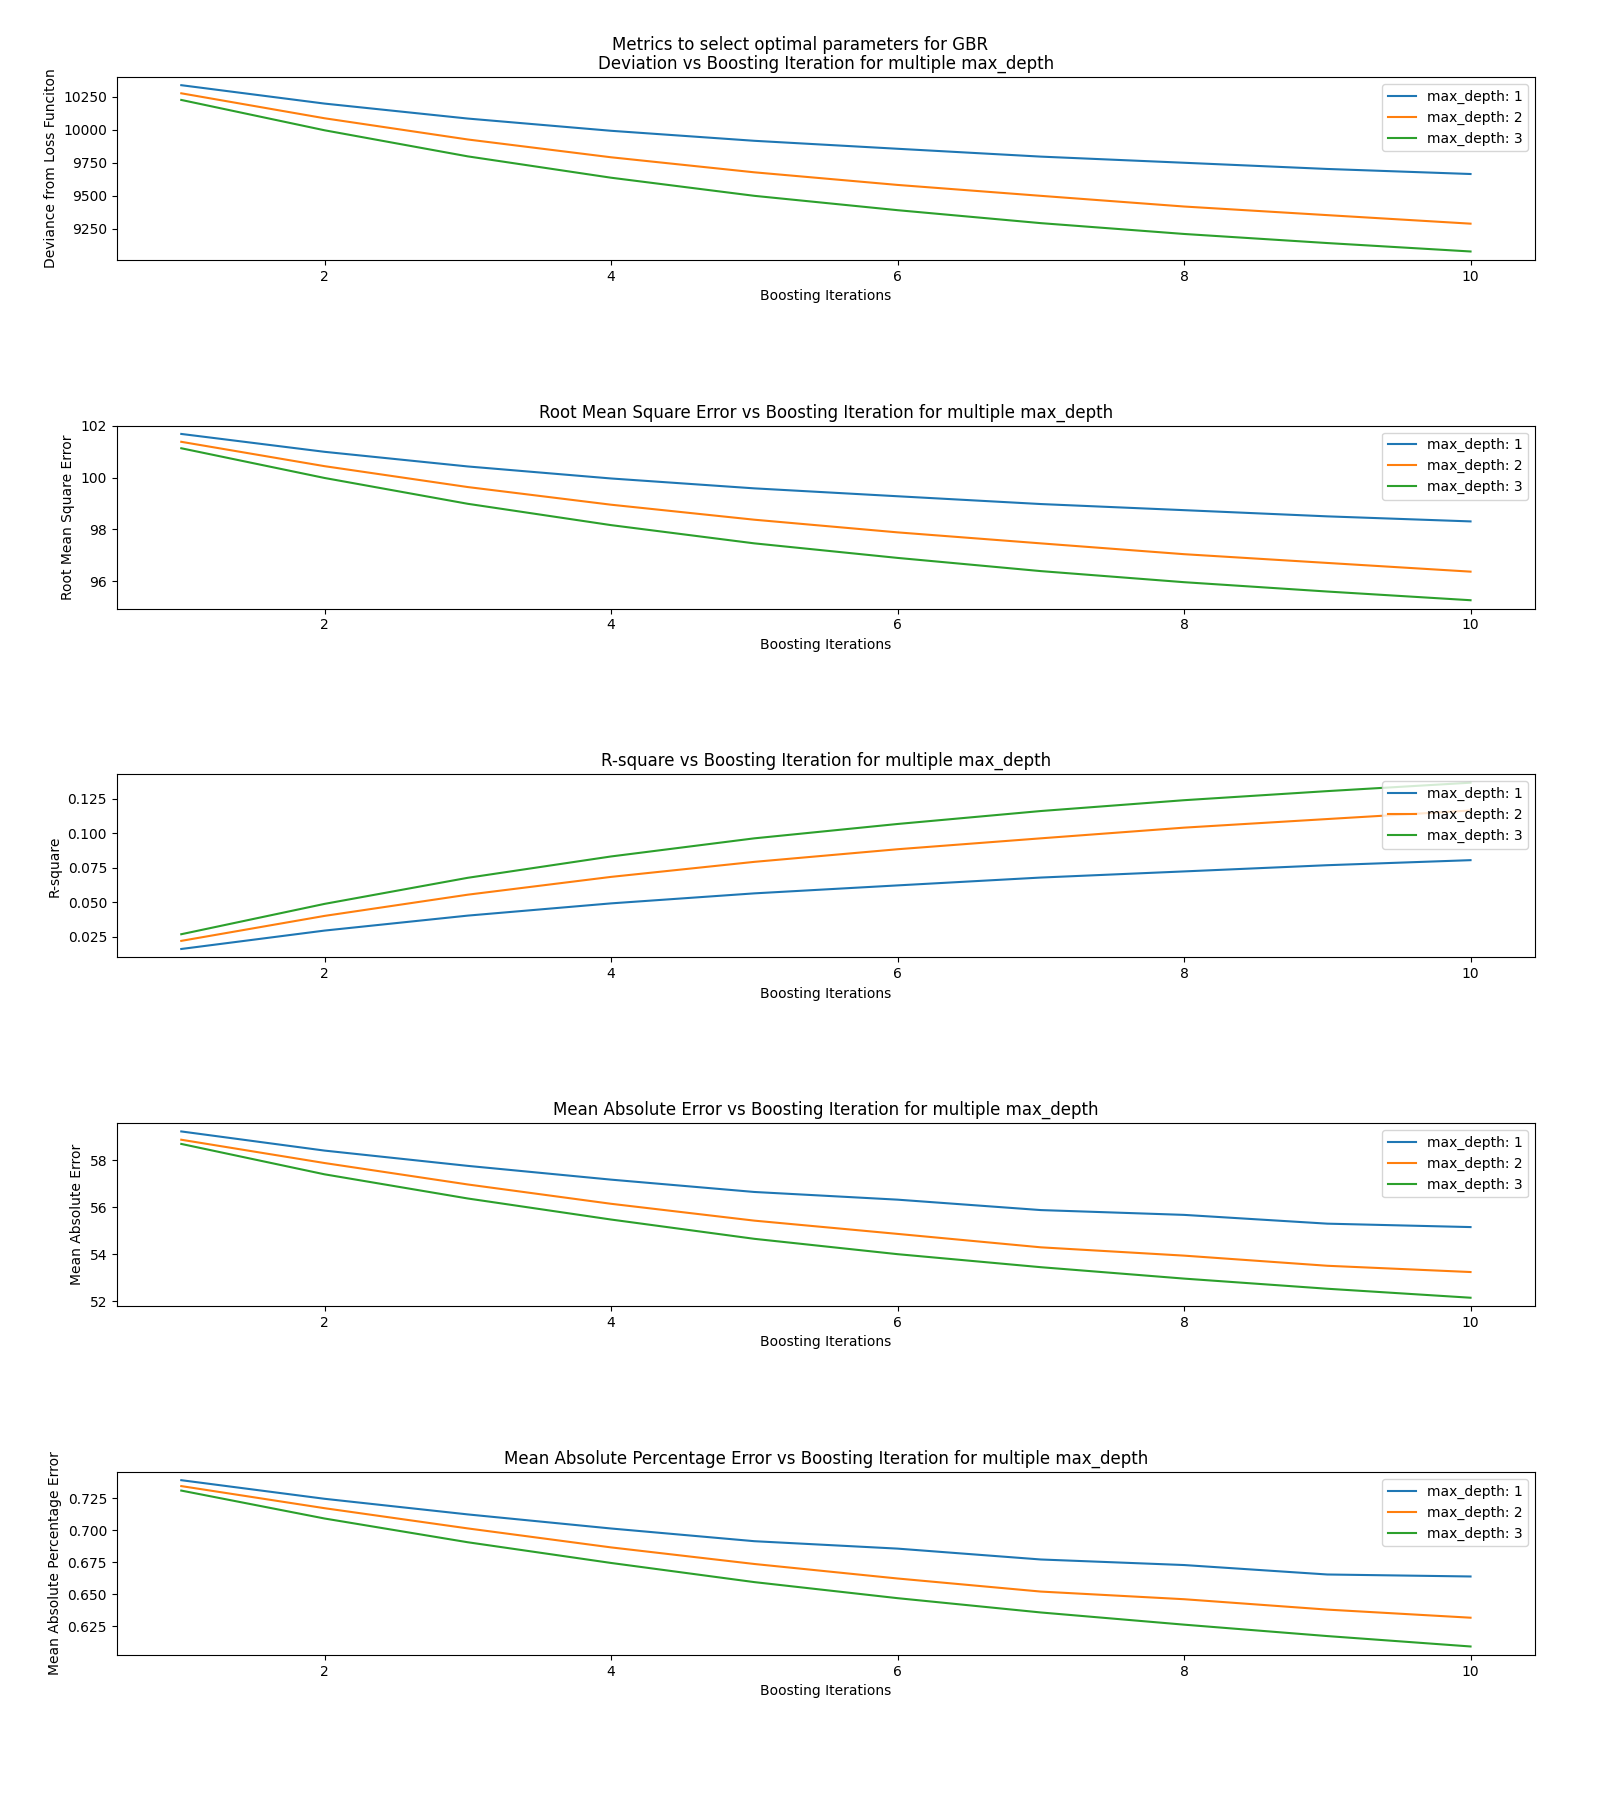 Metrics to select optimal parameters for GBR
Deviation vs Boosting Iteration for multiple max_depth
Deviance from Loss Funciton
10250
10000
9750
9500
9250
max_depth: 1
max_depth: 2
max_depth: 3
2 4 6 8 10
Boosting Iterations
Root Mean Square Error vs Boosting Iteration for multiple max_depth
Root Mean Square Error
102
100
98
96
max_depth: 1
max_depth: 2
max_depth: 3
2 4 6 8 10
Boosting Iterations
R-square vs Boosting Iteration for multiple max_depth
R-square
0.125
0.100
0.075
0.050
0.025
max_depth: 1
max_depth: 2
max_depth: 3
2 4 6 8 10
Boosting Iterations
Mean Absolute Error vs Boosting Iteration for multiple max_depth
Mean Absolute Error
58
56
54
52
max_depth: 1
max_depth: 2
max_depth: 3
2 4 6 8 10
Boosting Iterations
Mean Absolute Percentage Error vs Boosting Iteration for multiple max_depth
Mean Absolute Percentage Error
0.725
0.700
0.675
0.650
0.625
max_depth: 1
max_depth: 2
max_depth: 3
2 4 6 8 10
Boosting Iterations